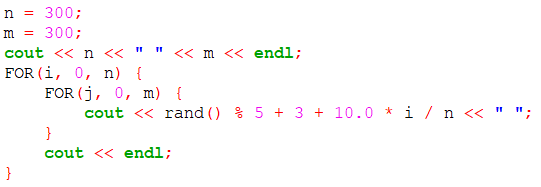 n = 300;
m = 300;
cout << n << " " << m << endl;
FOR(i, 0, n) {
    FOR(j, 0, m) {
        cout << rand() % 5 + 3 + 10.0 * i / n << " ";
    }
    cout << endl;
}